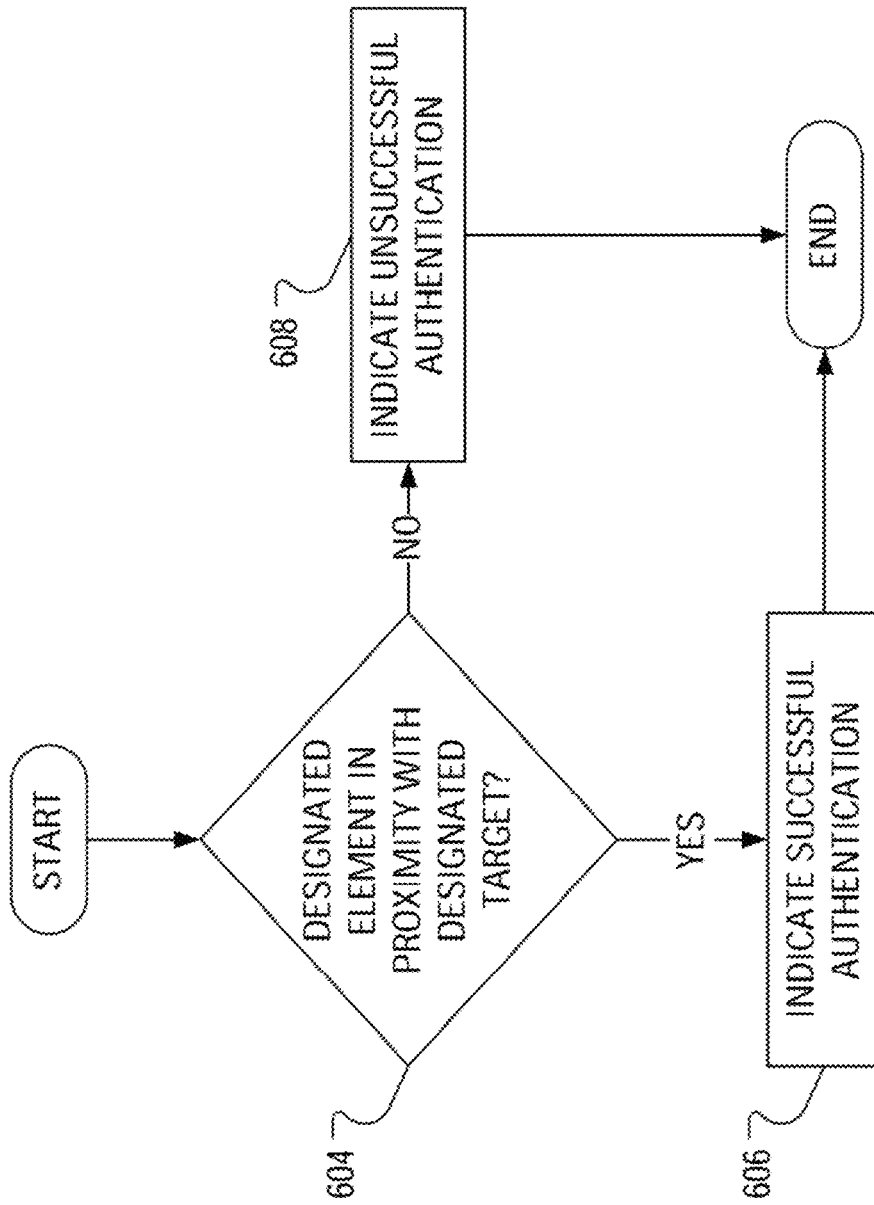 START
604
DESIGNATED
ELEMENT IN
PROXIMITY WITH
DESIGNATED
TARGET?
NO
608
INDICATE UNSUCCESSFUL
AUTHENTICATION
YES
606
INDICATE SUCCESSFUL
AUTHENTICATION
END